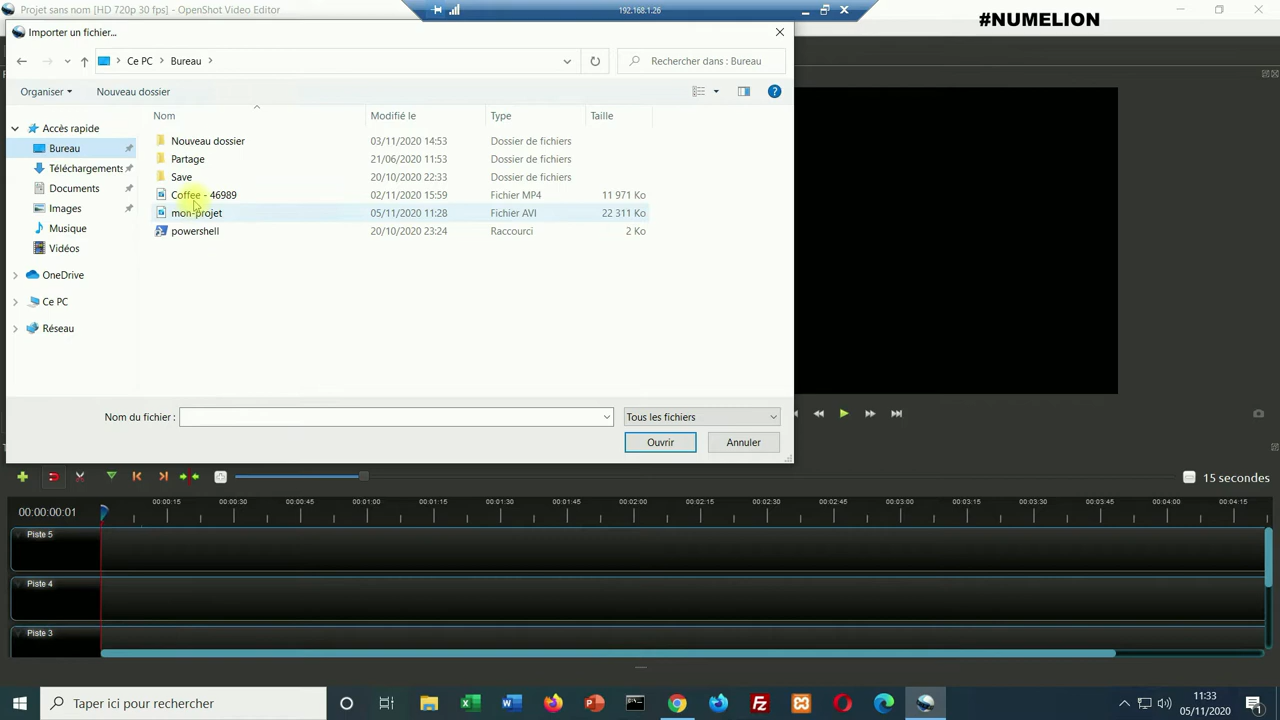 Projet sans nom [HD 720p 30 fps] - OpenShot Video Editor
192.168.1.26
#NUMELION
Importer un fichier...
Ce PC
Bureau
Rechercher dans : Bureau
Organiser
Nouveau dossier
Nom
Modifié le
Type
Taille
Accès rapide
Bureau
Téléchargements
Documents
Images
Musique
Vidéos
OneDrive
Ce PC
Réseau
Nouveau dossier 03/11/2020 14:53 Dossier de fichiers
Partage 21/06/2020 11:53 Dossier de fichiers
Save 20/10/2020 22:33 Dossier de fichiers
Coffee - 46989 02/11/2020 15:59 Fichier MP4 11 971 Ko
mon-projet 05/11/2020 11:28 Fichier AVI 22 311 Ko
powershell 20/10/2020 23:24 Raccourci 2 Ko
Nom du fichier :
Tous les fichiers
Ouvrir
Annuler
15 secondes
00:00:00:01
00:00:15 00:00:30 00:00:45 00:01:00 00:01:15 00:01:30 00:01:45 00:02:00 00:02:15 00:02:30 00:02:45 00:03:00 00:03:15 00:03:30 00:03:45 00:04:00 00:04:15
Piste 5
Piste 4
Piste 3
Taper ici pour rechercher
11:33
05/11/2020